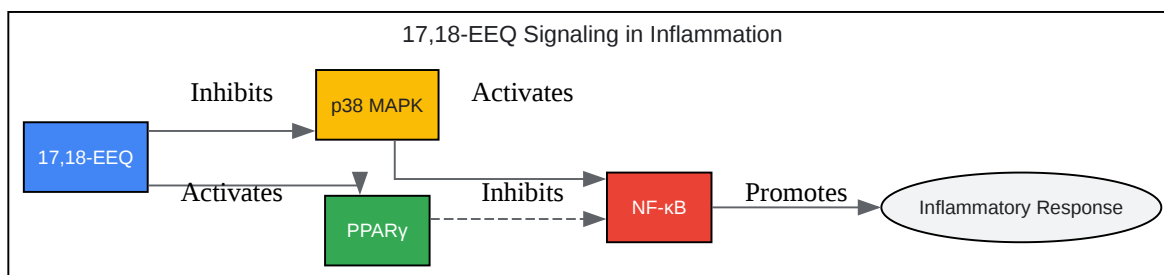 17,18-EEQ Signaling in Inflammation
Inhibits
p38 MAPK
Activates
17,18-EEQ
Activates
PPARγ
Inhibits
NF-κB
Promotes
Inflammatory Response